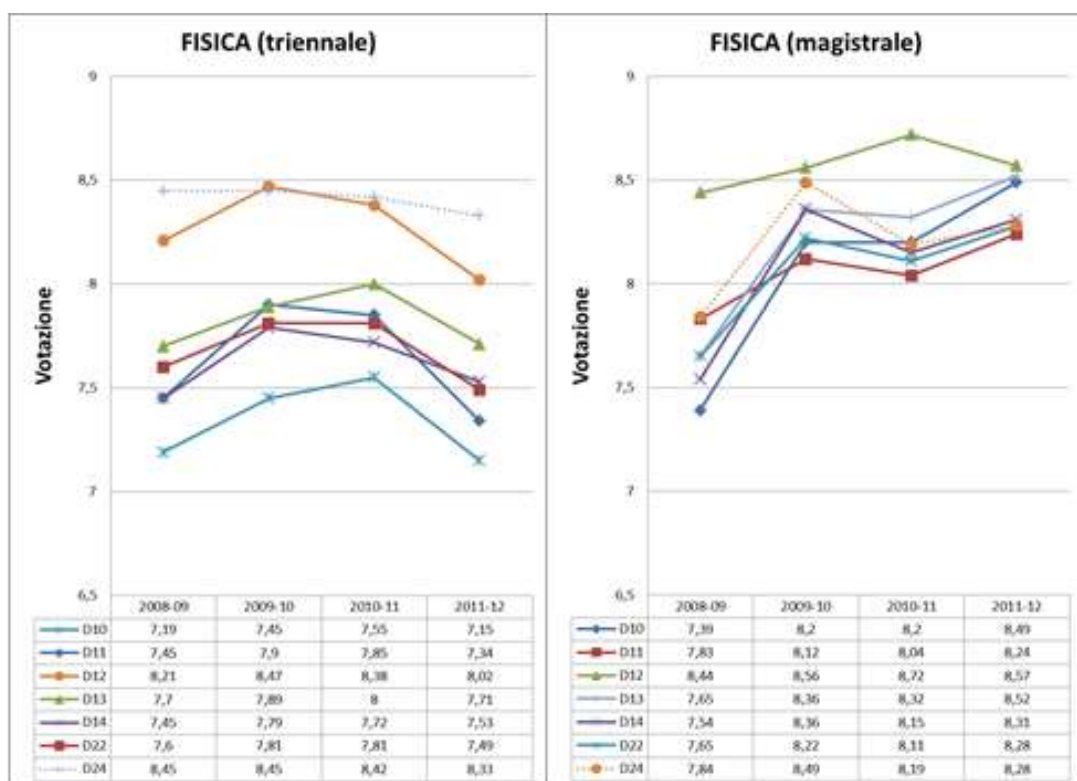 FISICA (triennale)
Votazione
9
8,5
8
7,5
7
6,5
2008-09 2009-10 2010-11 2011-12
D10 7,19 7,45 7,55 7,15
D11 7,45 7,9 7,85 7,34
D12 8,21 8,47 8,38 8,02
D13 7,7 7,89 8 7,71
D14 7,45 7,79 7,72 7,53
D22 7,6 7,81 7,81 7,49
D24 8,45 8,45 8,42 8,33
FISICA (magistrale)
Votazione
9
8,5
8
7,5
7
6,5
2008-09 2009-10 2010-11 2011-12
D10 7,39 8,2 8,2 8,49
D11 7,83 8,12 8,04 8,24
D12 8,44 8,56 8,72 8,57
D13 7,65 8,36 8,32 8,52
D14 7,54 8,36 8,15 8,31
D22 7,65 8,22 8,11 8,28
D24 7,84 8,49 8,19 8,28